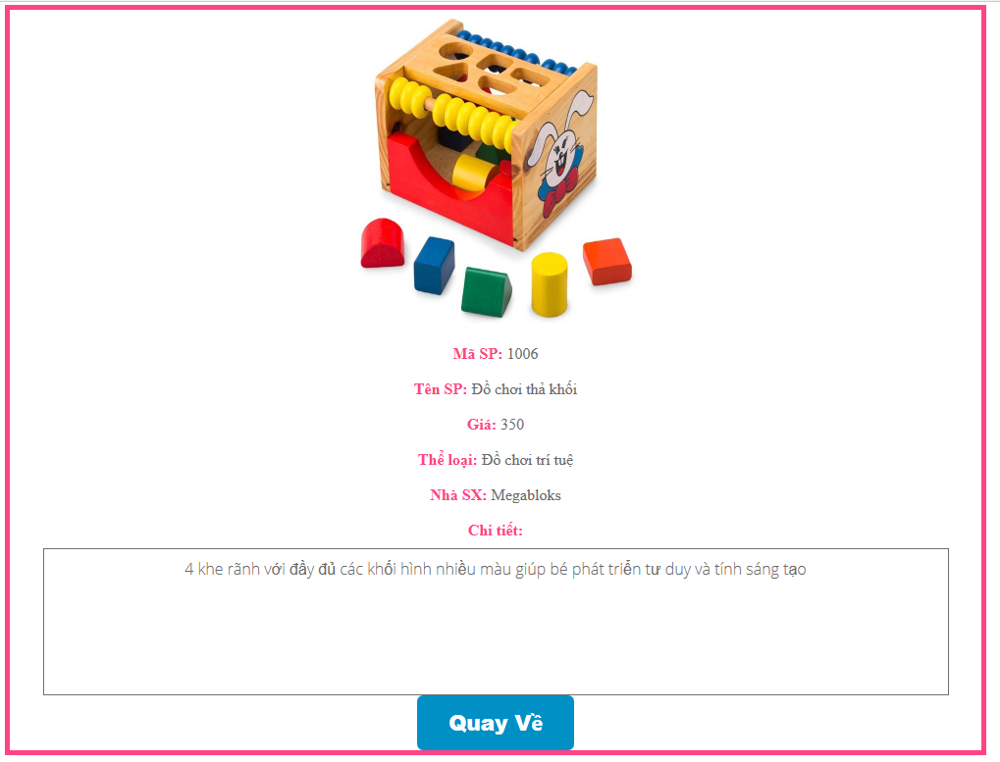 Mã SP: 1006
Tên SP: Đồ chơi thả khối
Giá: 350
Thể loại: Đồ chơi trí tuệ
Nhà SX: Megabloks
Chi tiết:
4 khe rãnh với đầy đủ các khối hình nhiều màu giúp bé phát triển tư duy và tính sáng tạo
Quay Về